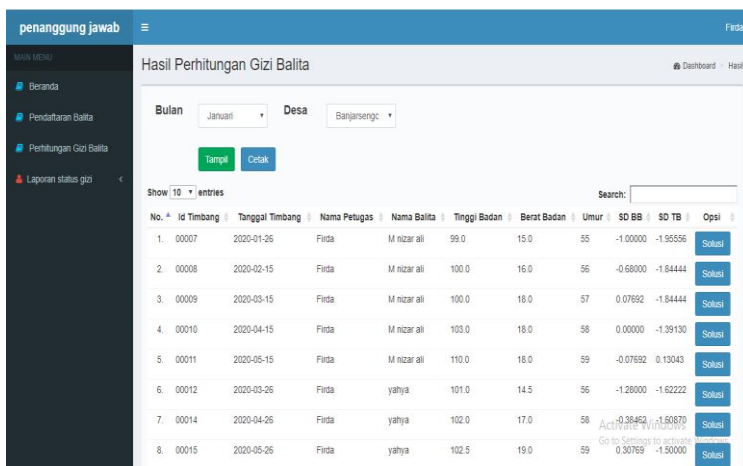 penanggung jawab
Firda
MAIN MENU
Beranda
Pendaftaran Balita
Perhitungan Gizi Balita
Laporan status gizi
Hasil Perhitungan Gizi Balita
Dashboard
Hasil
Bulan Januari Desa Banjarsengo
Tampil Cetak
Show 10 entries
Search:
No. Id Timbang Tanggal Timbang Nama Petugas Nama Balita Tinggi Badan Berat Badan Umur SD BB SD TB Opsi
1. 00007 2020-01-26 Firda M nizar ali 99.0 15.0 55 -1.00000 -1.95556 Solusi
2. 00008 2020-02-15 Firda M nizar ali 100.0 16.0 56 -0.68000 -1.84444 Solusi
3. 00009 2020-03-15 Firda M nizar ali 100.0 18.0 57 0.07692 -1.84444 Solusi
4. 00010 2020-04-15 Firda M nizar ali 103.0 18.0 58 0.00000 -1.39130 Solusi
5. 00011 2020-05-15 Firda M nizar ali 110.0 18.0 59 -0.07692 0.13043 Solusi
6. 00012 2020-03-26 Firda yahya 101.0 14.5 56 -1.28000 -1.62222 Solusi
7. 00014 2020-04-26 Firda yahya 102.0 17.0 58 -0.38462 -1.60870 Solusi
Activate Windows
Go to Settings to activate Windows.
8. 00015 2020-05-26 Firda yahya 102.5 19.0 59 0.30769 -1.50000 Solusi